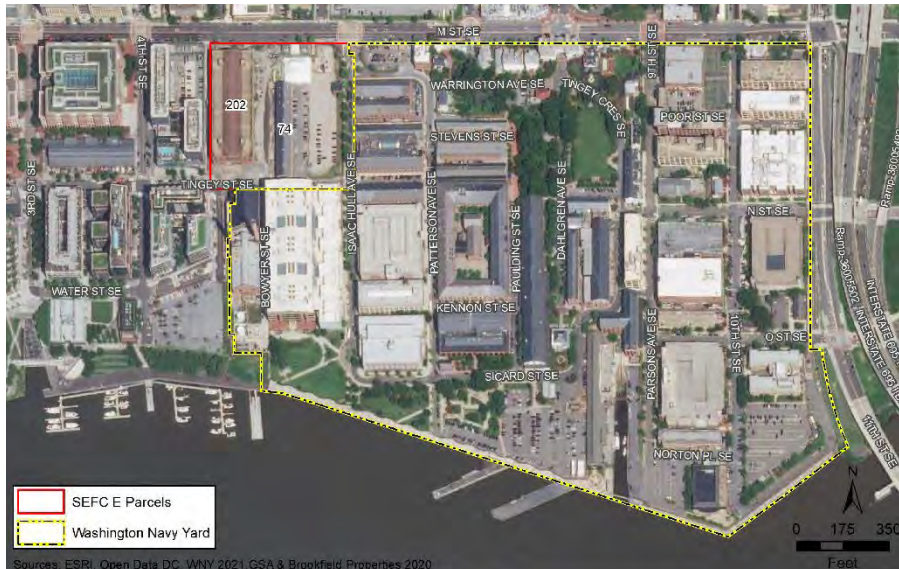 M ST SE
4TH ST SE
9TH ST SE
WARRINGTON AVE SE
TINGEY CRES SE
202
74
POOR ST SE
STEVENS ST SE
3RD ST SE
TINGEY ST SE
ISAAC HULL AVE SE
PATTERSON AVE SE
PAULDING ST SE
DAHLGREN AVE SE
N ST SE
BOWYER ST SE
WATER ST SE
KENNON ST SE
PARSONS AVE SE
10TH ST SE
O ST SE
SICARD ST SE
INTERSTATE 695
11TH ST SE
NORTON PL SE
N
0 175 350
Feet
SEFC E Parcels
Washington Navy Yard
Sources: ESRI, Open Data DC, WNY 2021 GSA & Brookfield Properties 2020